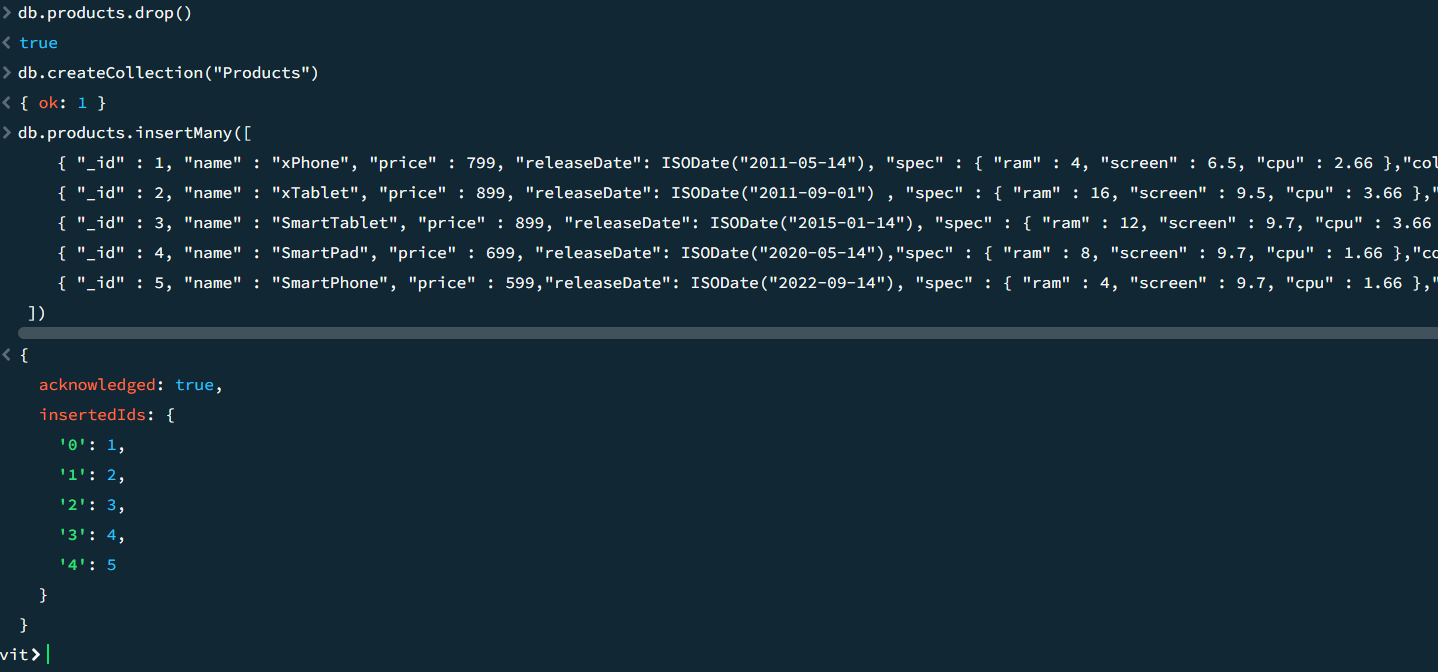 > db.products.drop()
< true
> db.createCollection("Products")
< { ok: 1 }
> db.products.insertMany([
{ "_id" : 1, "name" : "xPhone", "price" : 799, "releaseDate": ISODate("2011-05-14"), "spec" : { "ram" : 4, "screen" : 6.5, "cpu" : 2.66 },"col
{ "_id" : 2, "name" : "xTablet", "price" : 899, "releaseDate": ISODate("2011-09-01") , "spec" : { "ram" : 16, "screen" : 9.5, "cpu" : 3.66 },"
{ "_id" : 3, "name" : "SmartTablet", "price" : 899, "releaseDate": ISODate("2015-01-14"), "spec" : { "ram" : 12, "screen" : 9.7, "cpu" : 3.66
{ "_id" : 4, "name" : "SmartPad", "price" : 699, "releaseDate": ISODate("2020-05-14"),"spec" : { "ram" : 8, "screen" : 9.7, "cpu" : 1.66 },"co
{ "_id" : 5, "name" : "SmartPhone", "price" : 599,"releaseDate": ISODate("2022-09-14"), "spec" : { "ram" : 4, "screen" : 9.7, "cpu" : 1.66 },"
])
< {
acknowledged: true,
insertedIds: {
'0': 1,
'1': 2,
'2': 3,
'3': 4,
'4': 5
}
}
vit>